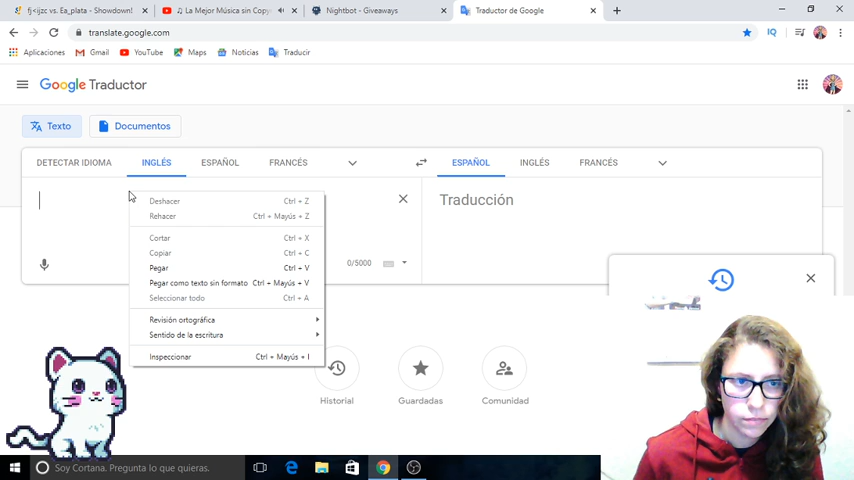 fj<ijzc vs. Ea_plata - Showdown! La Mejor Música sin Copy Nightbot - Giveaways Traductor de Google
translate.google.com
Aplicaciones Gmail YouTube Maps Noticias Traducir
Google Traductor
Texto Documentos
DETECTAR IDIOMA INGLÉS ESPAÑOL FRANCÉS ESPAÑOL INGLÉS FRANCÉS
Traducción
Deshacer Ctrl + Z
Rehacer Ctrl + Mayús + Z
Cortar Ctrl + X
Copiar Ctrl + C
Pegar Ctrl + V
0/5000
Pegar como texto sin formato Ctrl + Mayús + V
Seleccionar todo Ctrl + A
Revisión ortográfica
Sentido de la escritura
Inspeccionar Ctrl + Mayús + I
Historial Guardadas Comunidad
Soy Cortana. Pregunta lo que quieras.